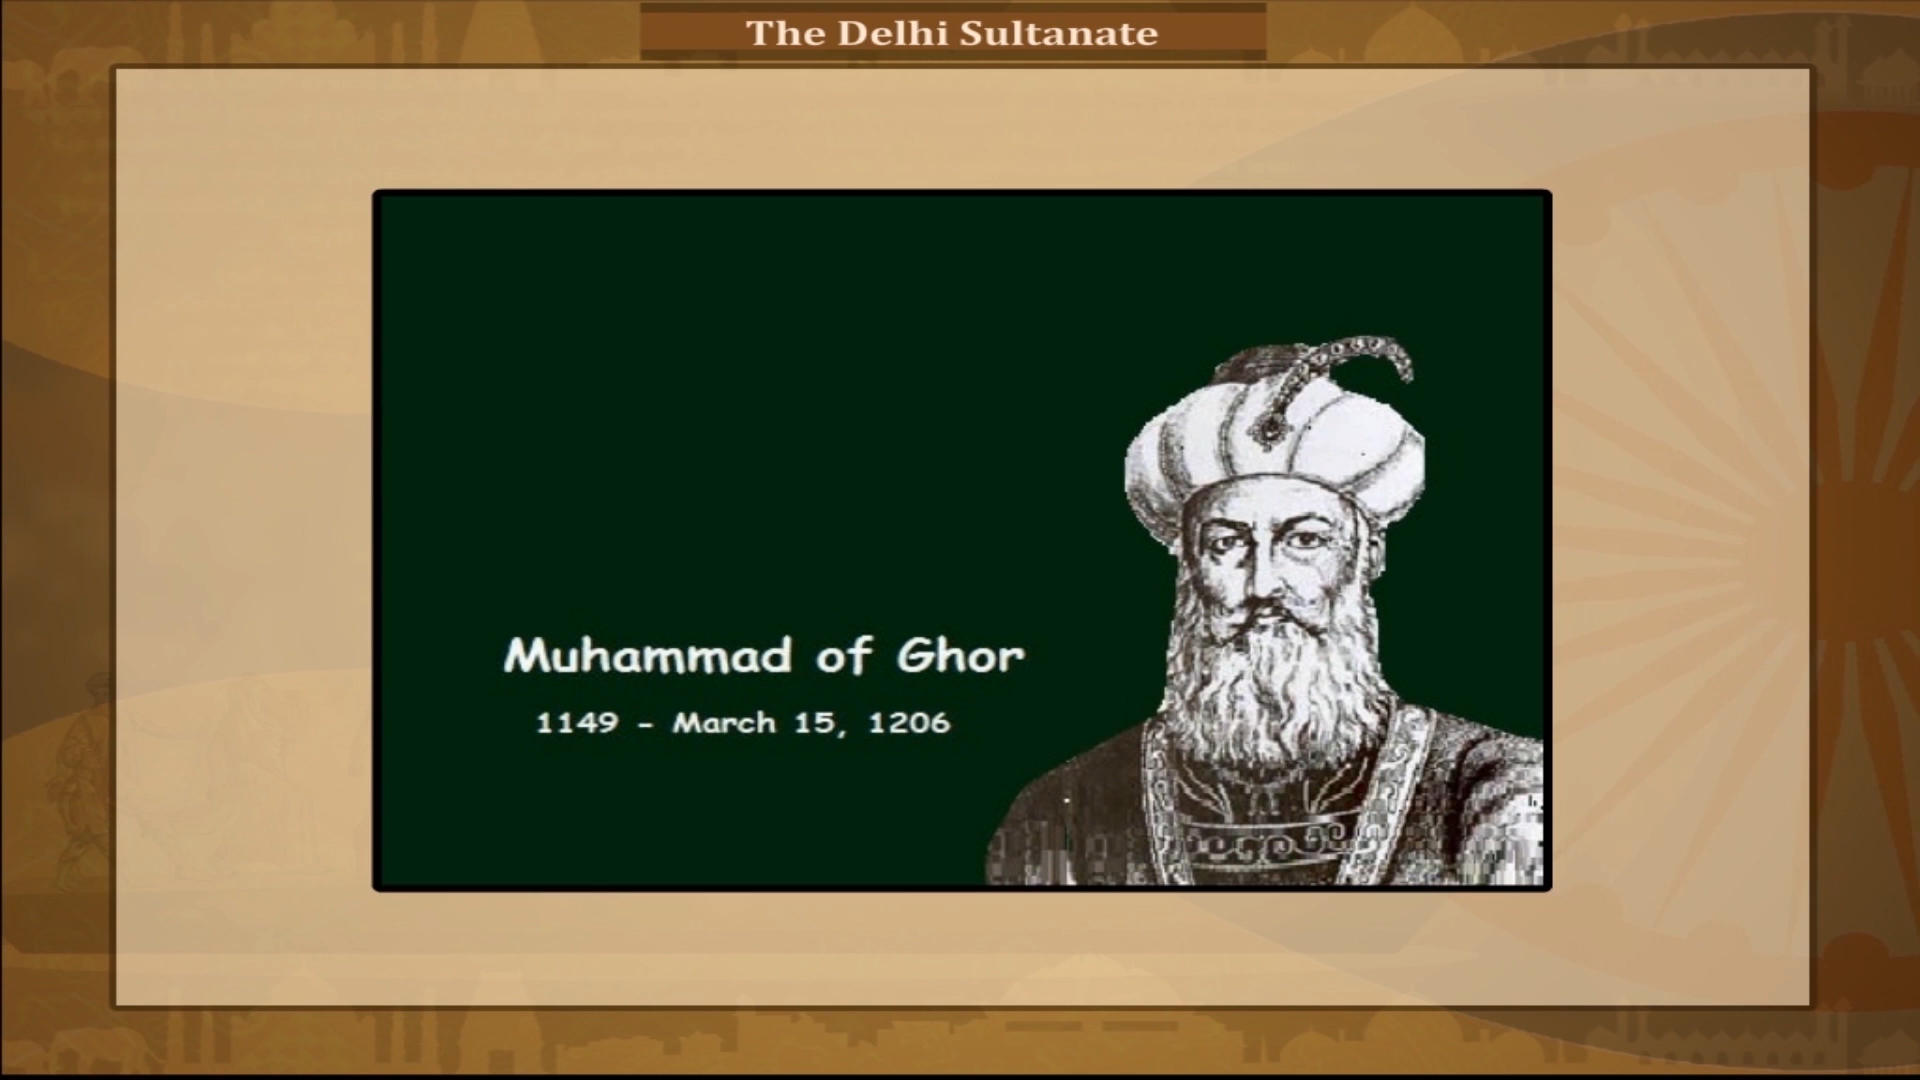 The Delhi Sultanate
Muhammad of Ghor
1149 - March 15, 1206